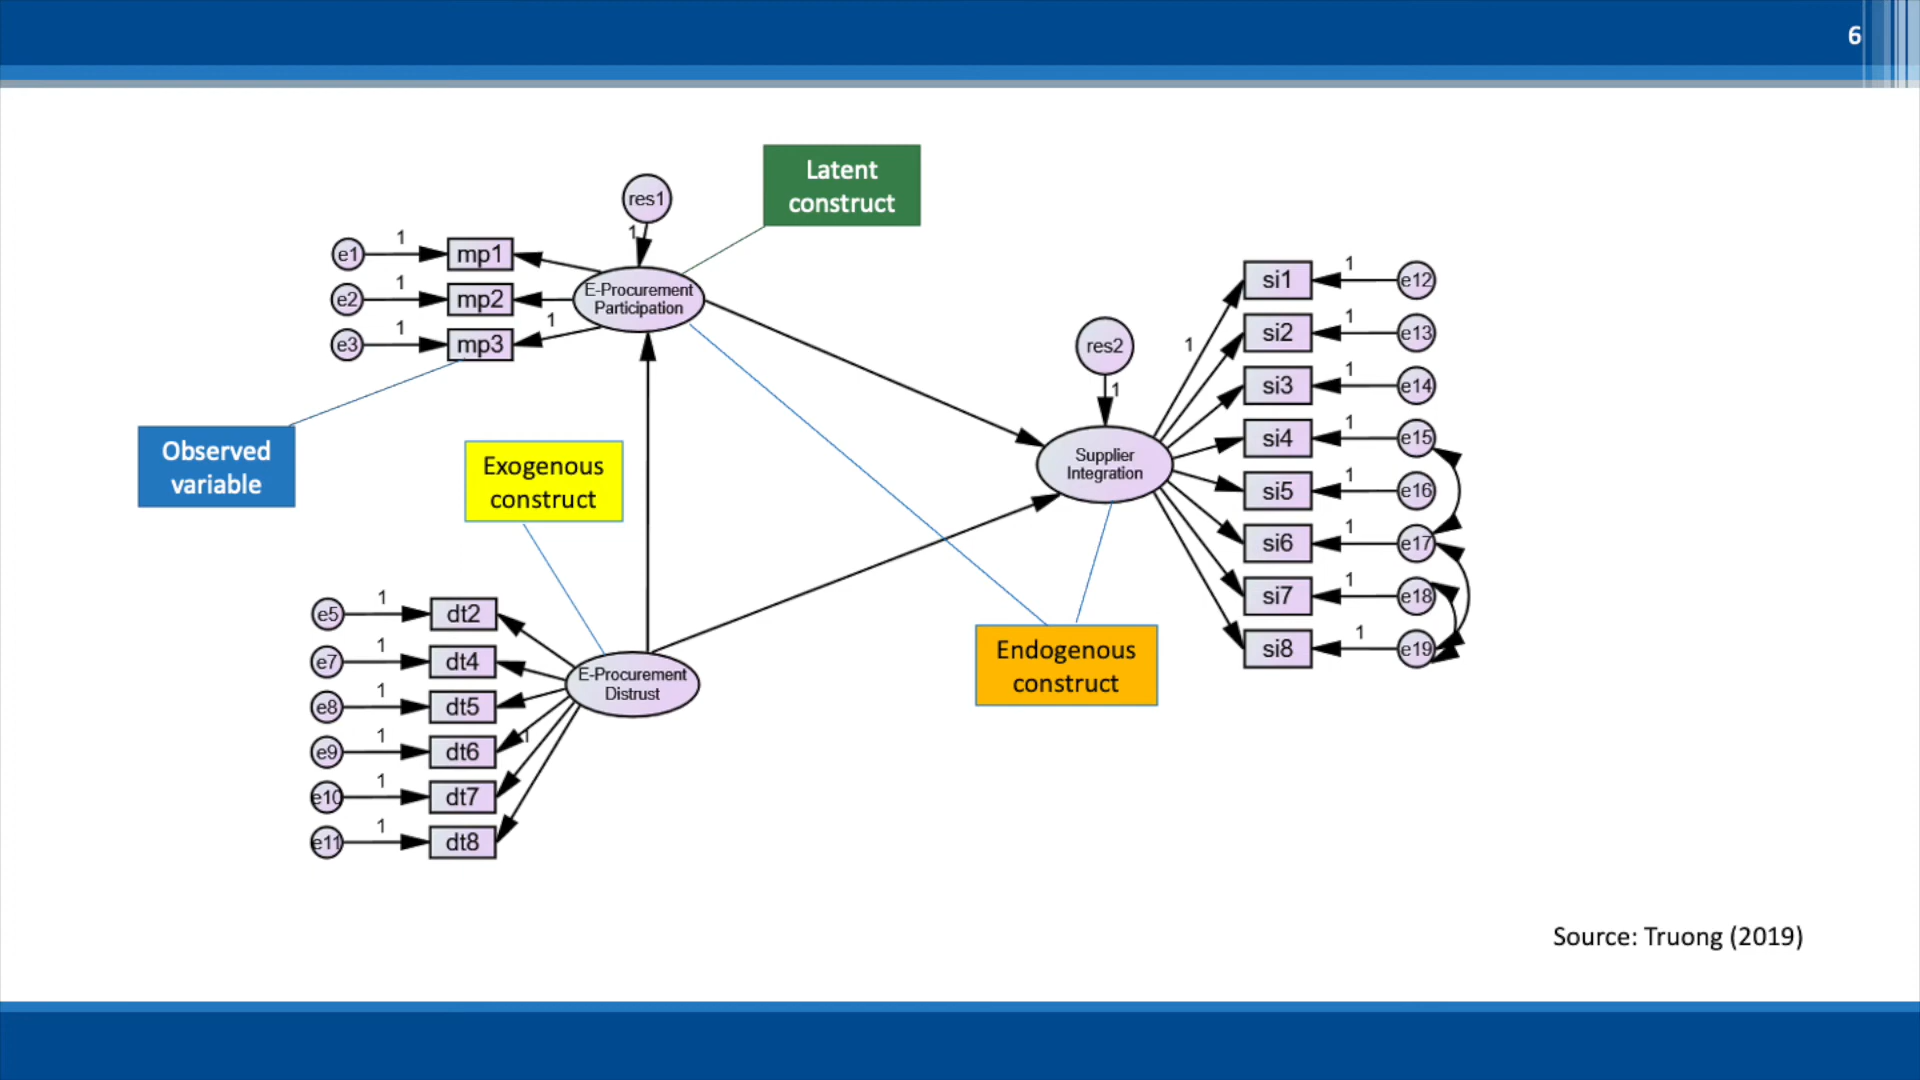 6
Latent
construct
res1
1
e1
1
mp1
e2
1
mp2
E-Procurement
Participation
e3
1
mp3
1
Observed
variable
Exogenous
construct
res2
1
Supplier
Integration
1
si1
1
e12
si2
1
e13
si3
1
e14
si4
1
e15
si5
1
e16
si6
1
e17
si7
1
e18
si8
1
e19
Endogenous
construct
e5
1
dt2
e7
1
dt4
E-Procurement
Distrust
e8
1
dt5
e9
1
dt6
1
e10
1
dt7
e11
1
dt8
Source: Truong (2019)